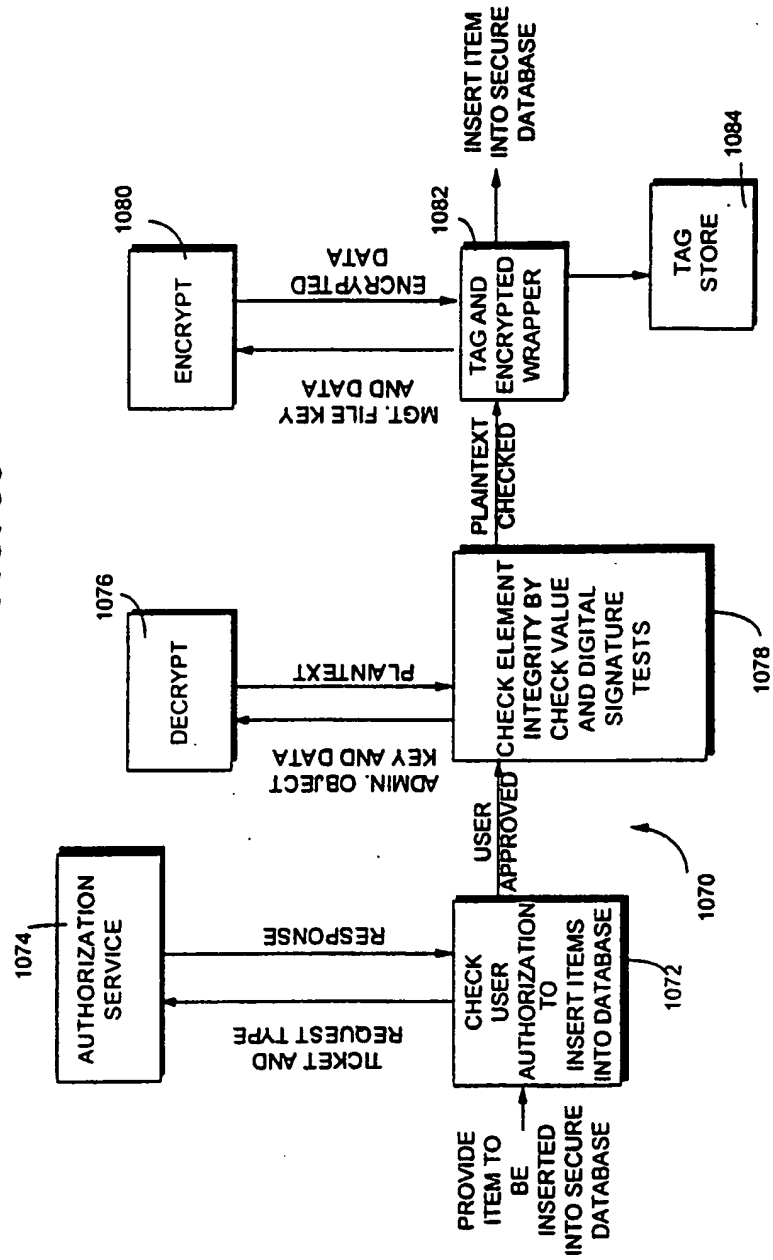 1074
AUTHORIZATION
SERVICE
TICKET AND
REQUEST TYPE
RESPONSE
PROVIDE
ITEM TO
BE
INSERTED
INTO SECURE
DATABASE
CHECK
USER
AUTHORIZATION
TO
INSERT ITEMS
INTO DATABASE
1072
USER
APPROVED
1070
1076
DECRYPT
ADMIN. OBJECT
KEY AND DATA
PLAINTEXT
CHECK ELEMENT
INTEGRITY BY
CHECK VALUE
AND DIGITAL
SIGNATURE
TESTS
1078
PLAINTEXT
CHECKED
1080
ENCRYPT
MGT. FILE KEY
AND DATA
ENCRYPTED
DATA
1082
TAG AND
ENCRYPTED
WRAPPER
INSERT ITEM
INTO SECURE
DATABASE
TAG
STORE
1084